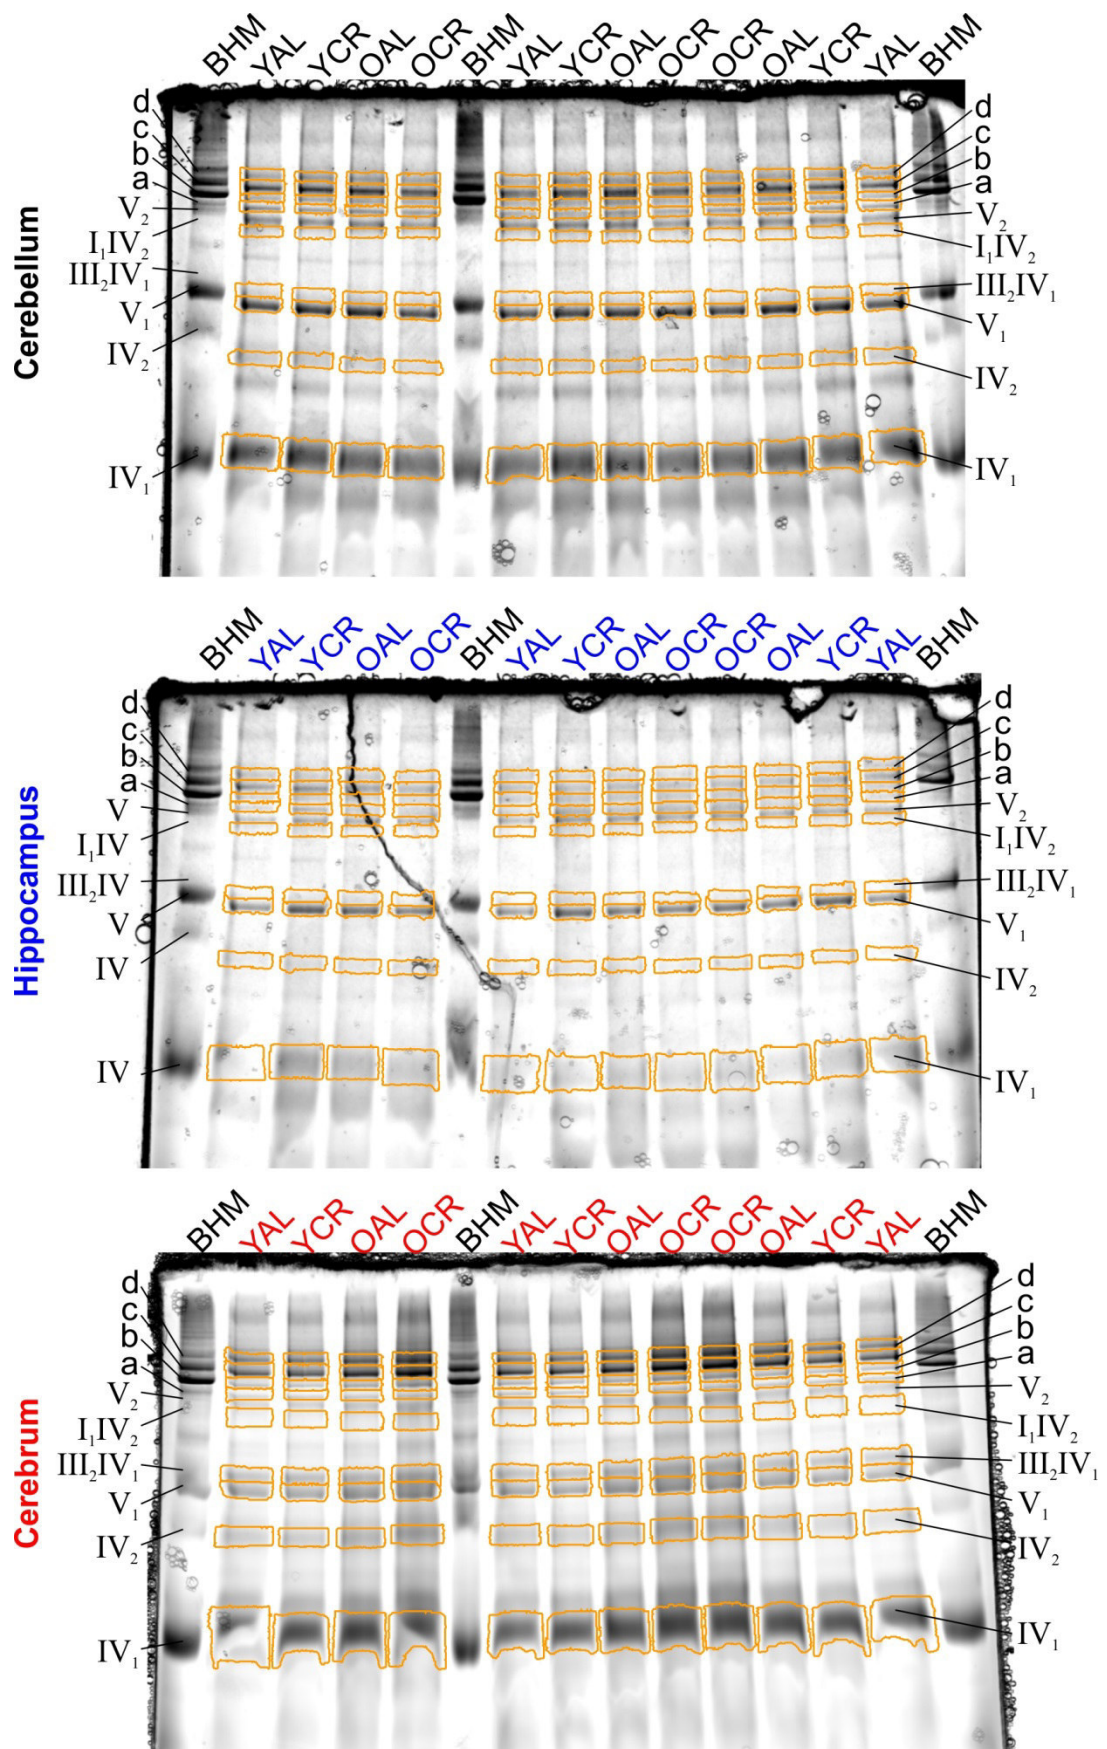 BHM YAL YCR OAL OCR BHM YAL YCR OAL OCR OCR OAL YCR YAL BHM
Cerebellum
d d
c c
b b
a a
V₂ V₂
I₁IV₂ I₁IV₂
III₂IV₁ III₂IV₁
V₁ V₁
IV₂ IV₂
IV₁ IV₁
BHM YAL YCR OAL OCR BHM YAL YCR OAL OCR OCR OAL YCR YAL BHM
Hippocampus
d d
c c
b b
a a
V V₂
I₁IV I₁IV₂
III₂IV III₂IV₁
V V₁
IV IV₂
IV IV₁
BHM YAL YCR OAL OCR BHM YAL YCR OAL OCR OCR OAL YCR YAL BHM
Cerebrum
d d
c c
b b
a a
V₂ V₂
I₁IV₂ I₁IV₂
III₂IV₁ III₂IV₁
V₁ V₁
IV₂ IV₂
IV₁ IV₁